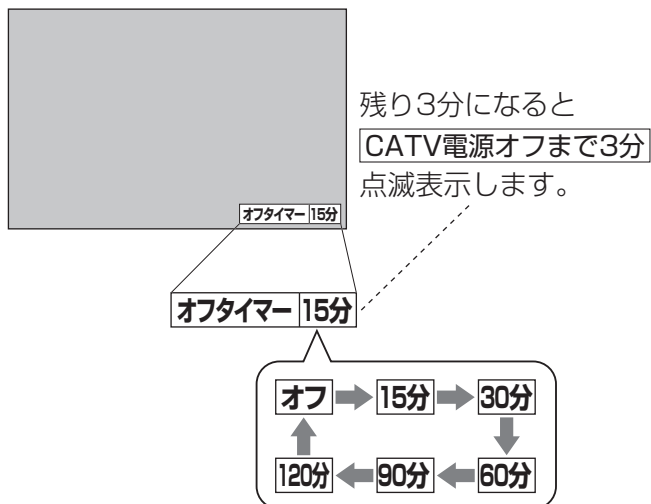 残り3分になると
CATV電源オフまで3分
点滅表示します。
オフタイマー 15分
オフタイマー 15分
オフ 15分 30分
120分 90分 60分